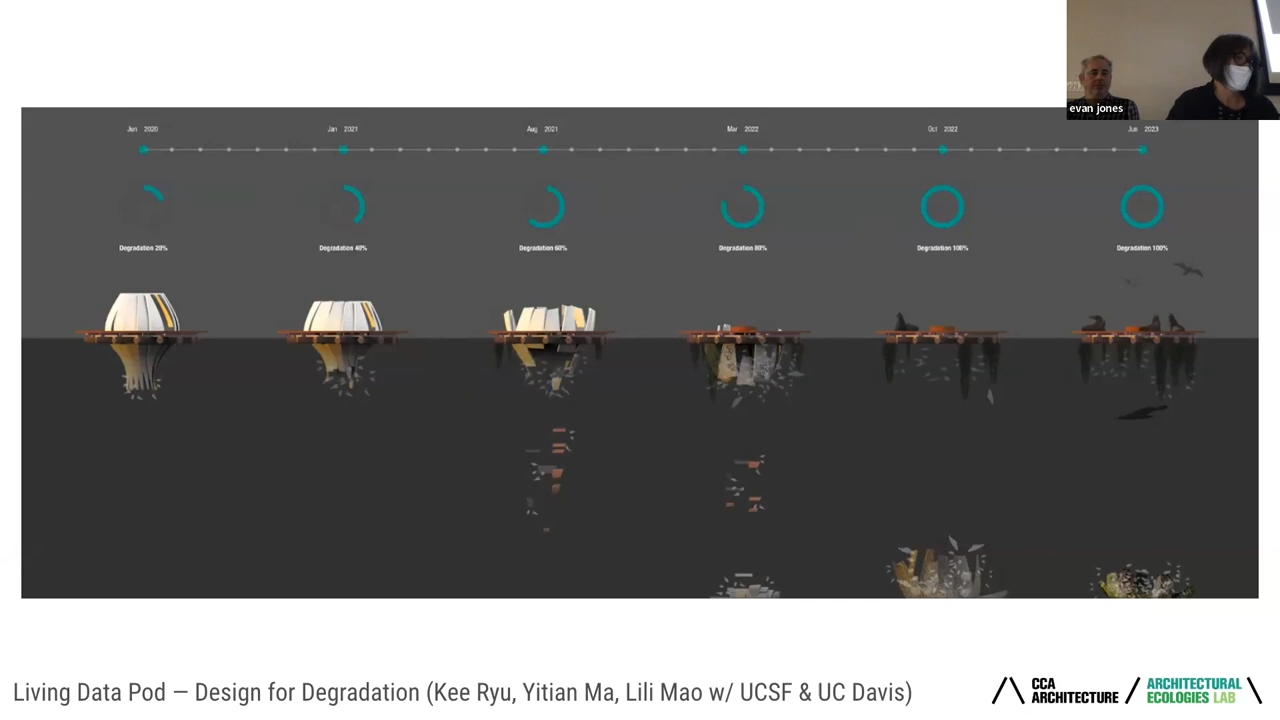 evan jones
Jun 2020 Jan 2021 Aug 2021 Mar 2022 Oct 2022 Jun 2023
Degradation 20% Degradation 40% Degradation 60% Degradation 80% Degradation 100% Degradation 100%
Living Data Pod — Design for Degradation (Kee Ryu, Yitian Ma, Lili Mao w/ UCSF & UC Davis)
CCA
ARCHITECTURE
ARCHITECTURAL
ECOLOGIES LAB